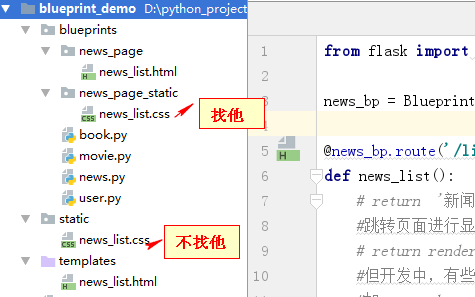 blueprint_demo D:\python_project
blueprints
news_page
news_list.html
news_page_static
news_list.css
找他
book.py
movie.py
news.py
user.py
static
news_list.css
不找他
templates
news_list.html
1
from flask import
3
news_bp = Blueprint
5
@news_bp.route('/li
6
def news_list():
7
# return '新闻
8
#跳转页面进行显
9
# return render
10
#但开发中，有些
11